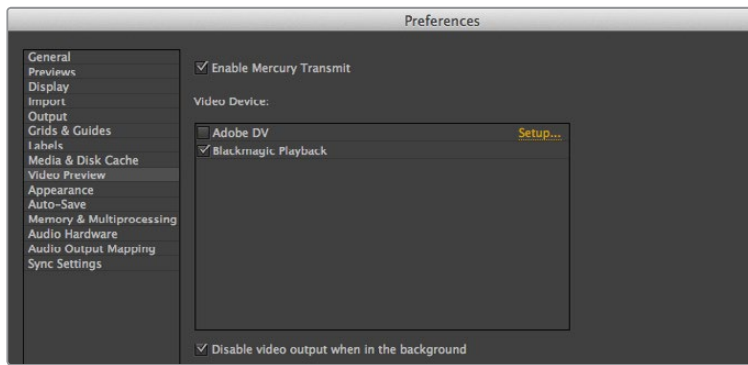 Preferences
General
Previews
Display
Import
Output
Grids & Guides
Labels
Media & Disk Cache
Video Preview
Appearance
Auto-Save
Memory & Multiprocessing
Audio Hardware
Audio Output Mapping
Sync Settings
Enable Mercury Transmit
Video Device:
Adobe DV Setup...
Blackmagic Playback
Disable video output when in the background